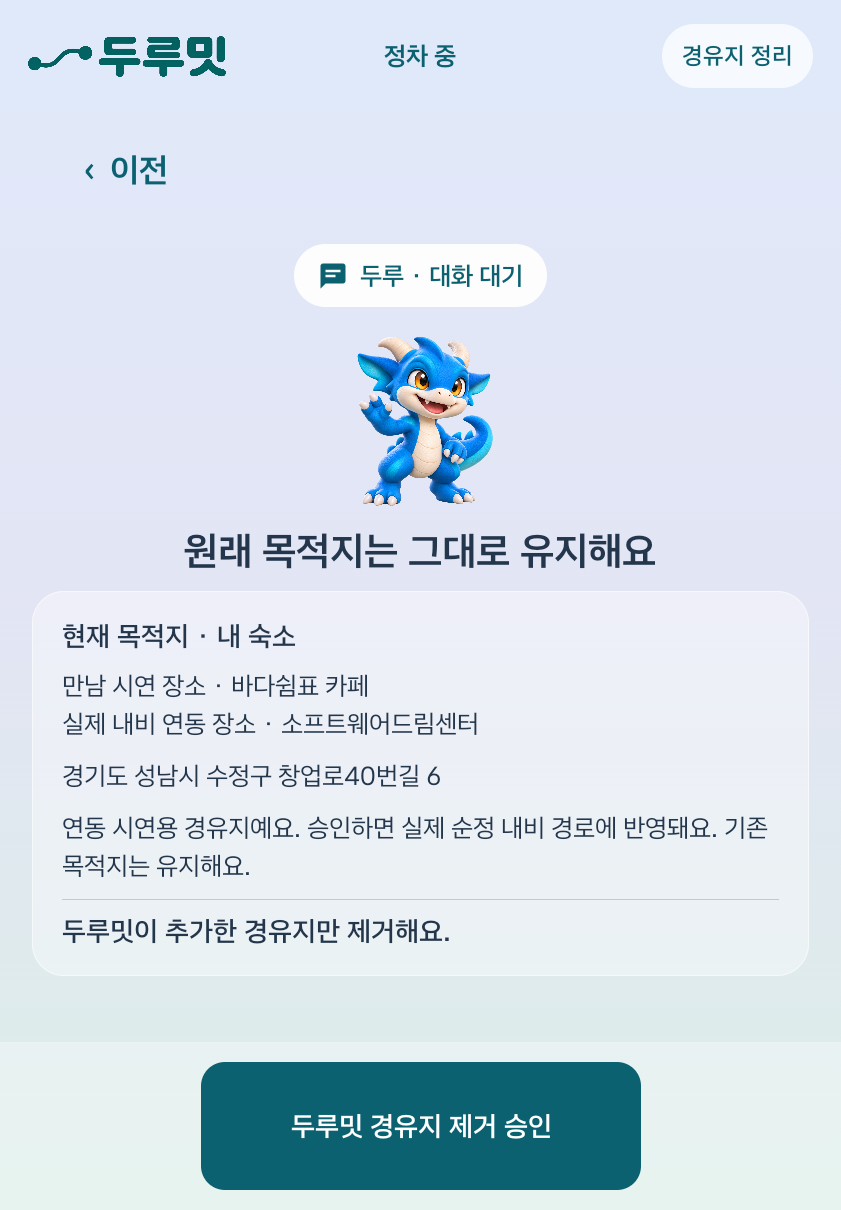 두루밋
정차 중
경유지 정리
‹ 이전
두루 · 대화 대기
원래 목적지는 그대로 유지해요
현재 목적지 · 내 숙소
만남 시연 장소 · 바다쉼표 카페
실제 내비 연동 장소 · 소프트웨어드림센터
경기도 성남시 수정구 창업로40번길 6
연동 시연용 경유지예요. 승인하면 실제 순정 내비 경로에 반영돼요. 기존
목적지는 유지해요.
두루밋이 추가한 경유지만 제거해요.
두루밋 경유지 제거 승인